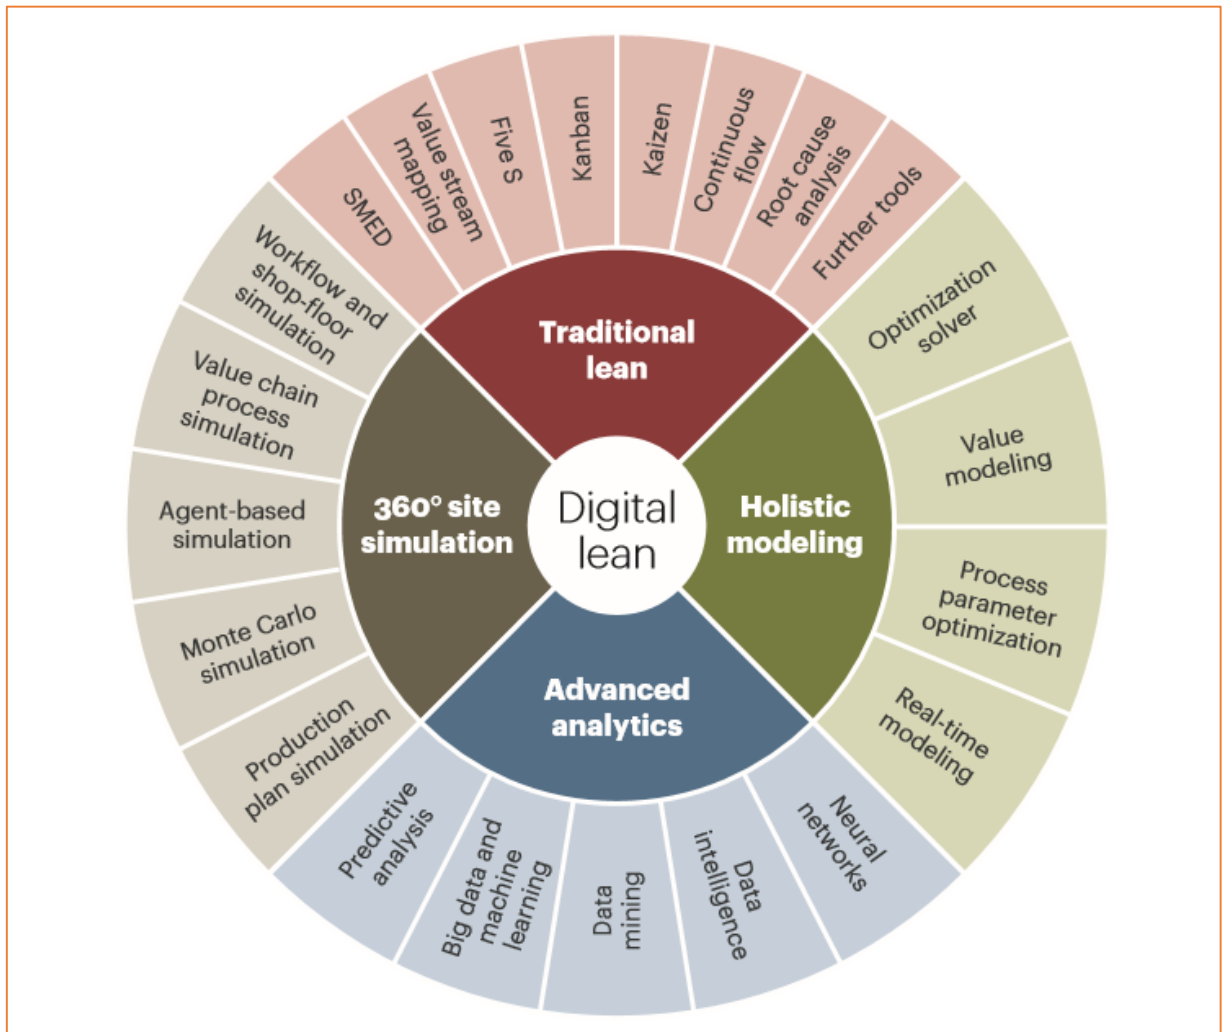 Digital
lean
Traditional
lean
SMED
Value stream
mapping
Five S
Kanban
Kaizen
Continuous
flow
Root cause
analysis
Further tools
Holistic
modeling
Optimization
solver
Value
modeling
Process
parameter
optimization
Real-time
modeling
Advanced
analytics
Neural
networks
Data
intelligence
Data
mining
Big data and
machine
learning
Predictive
analysis
360° site
simulation
Production
plan simulation
Monte Carlo
simulation
Agent-based
simulation
Value chain
process
simulation
Workflow and
shop-floor
simulation